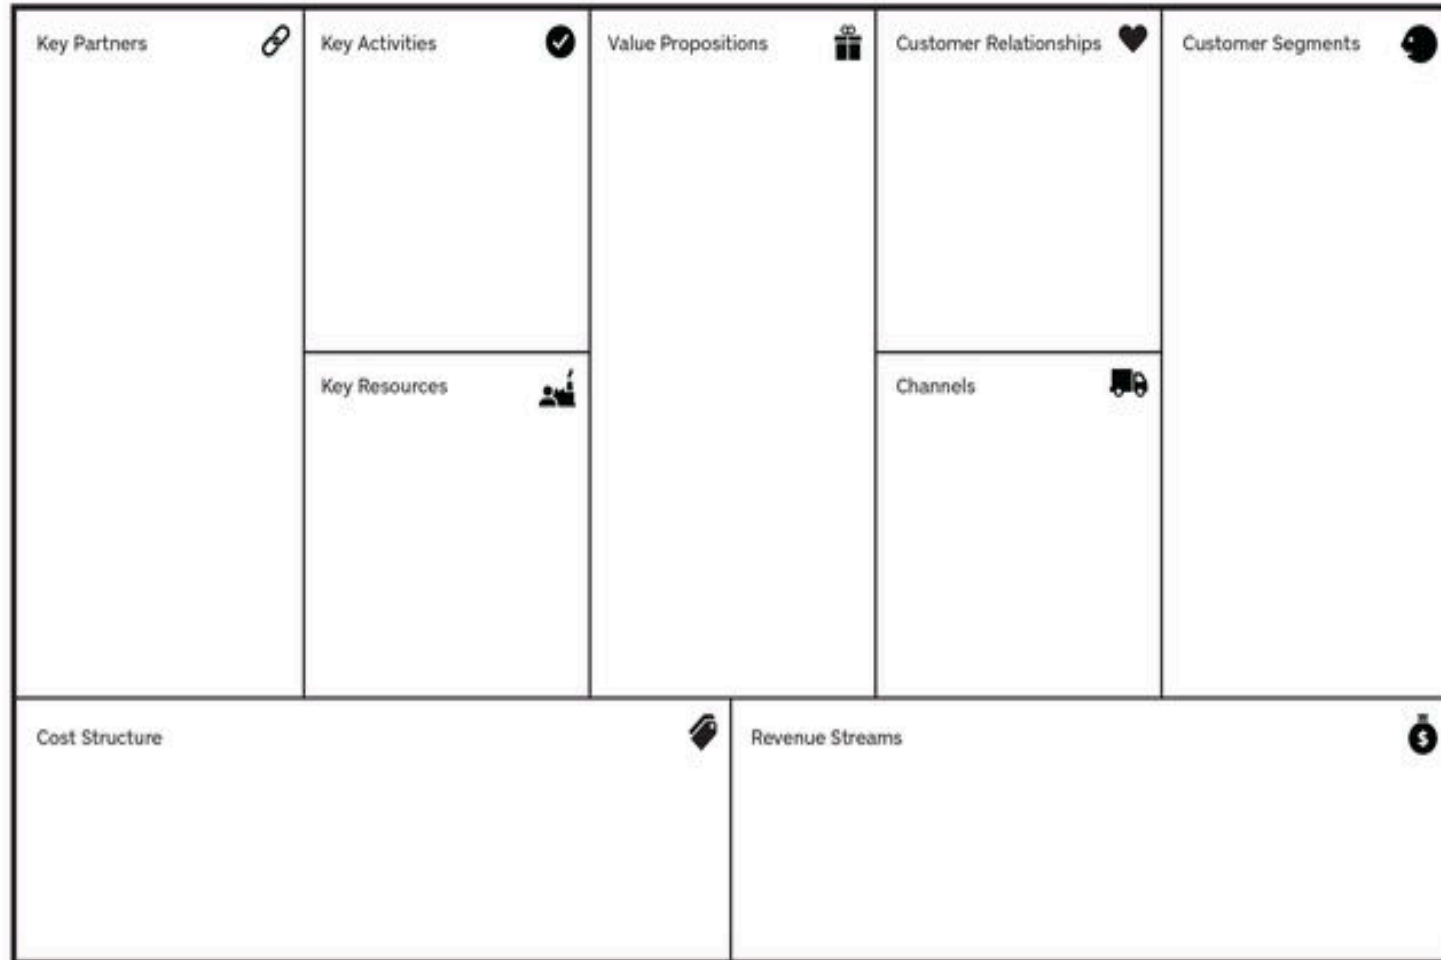 Key Partners
Key Activities
Value Propositions
Customer Relationships
Customer Segments
Key Resources
Channels
Cost Structure
Revenue Streams
$